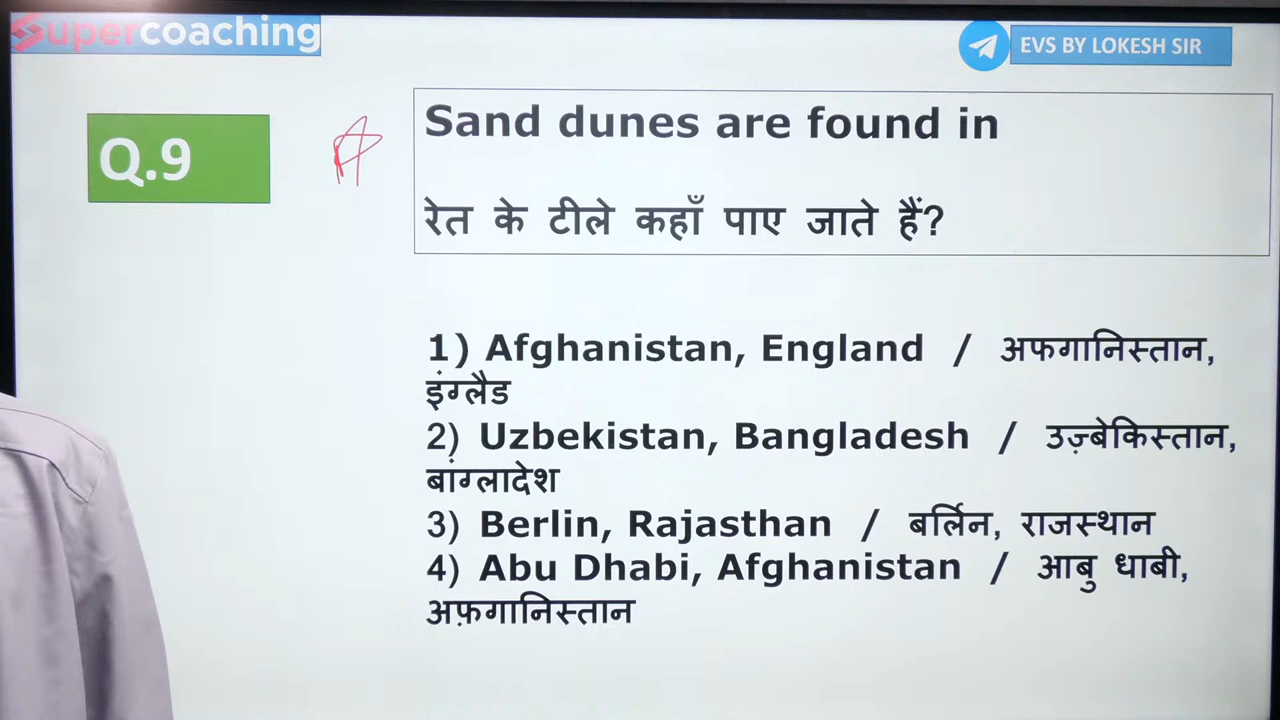 Supercoaching
EVS BY LOKESH SIR
Q.9
Sand dunes are found in
रेत के टीले कहाँ पाए जाते हैं?
1) Afghanistan, England / अफगानिस्तान,
इंग्लैड
2) Uzbekistan, Bangladesh / उज़्बेकिस्तान,
बांग्लादेश
3) Berlin, Rajasthan / बर्लिन, राजस्थान
4) Abu Dhabi, Afghanistan / आबु धाबी,
अफ़गानिस्तान